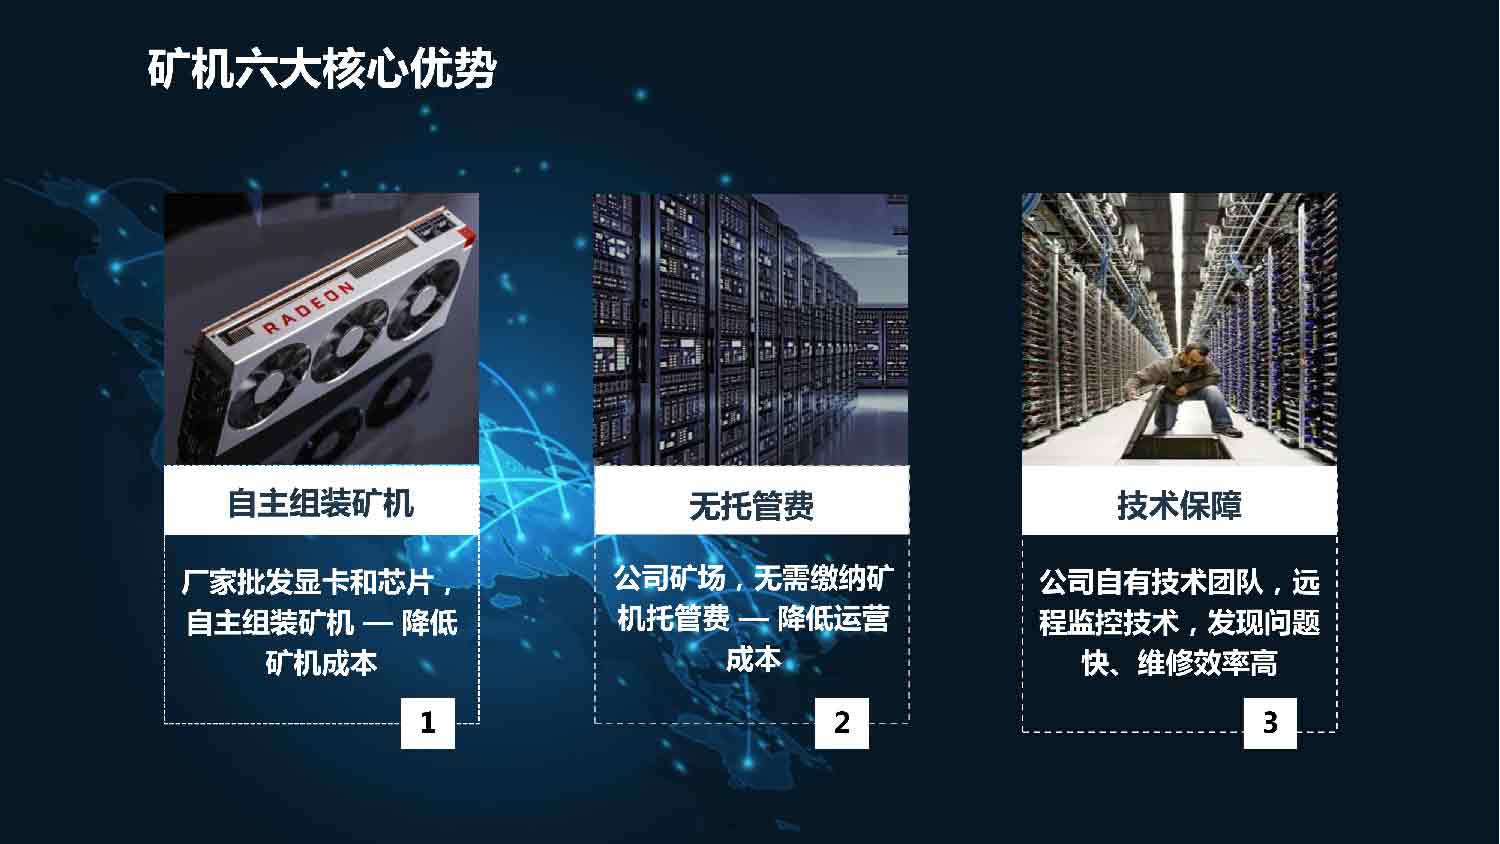 矿机六大核心优势
RADEON
自主组装矿机
厂家批发显卡和芯片，
自主组装矿机 — 降低
矿机成本
1
无托管费
公司矿场，无需缴纳矿
机托管费 — 降低运营
成本
2
技术保障
公司自有技术团队，远
程监控技术，发现问题
快、维修效率高
3